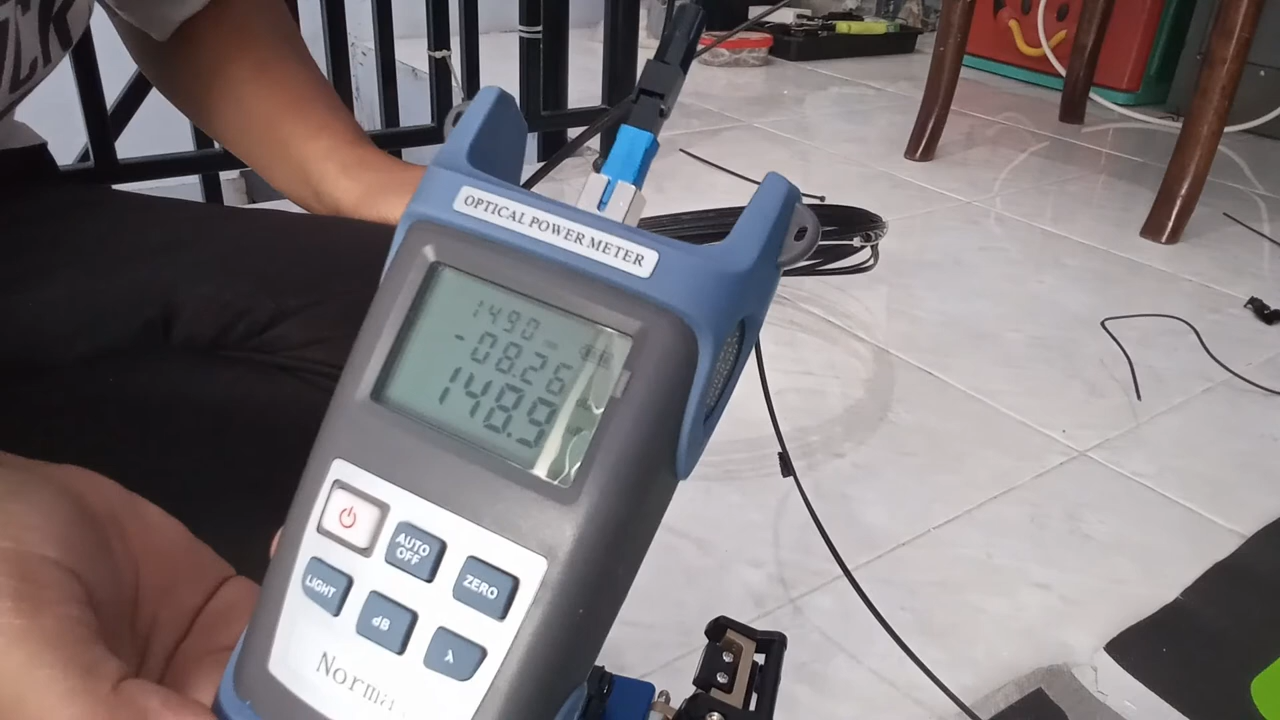 OPTICAL POWER METER
1490
-08.26
148.9
AUTO OFF
ZERO
LIGHT
dB
λ